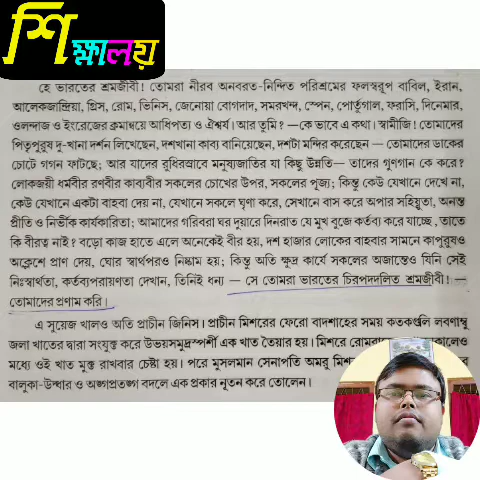 শিক্ষালয়
হে ভারতের শ্রমজীবী! তোমরা নীরব অনবরত-নিন্দিত পরিশ্রমের ফলস্বরূপ বাবিল, ইরান,
আলেকজান্দ্রিয়া, গ্রিস, রোম, ভিনিস, জেনোয়া বোগদাদ, সমরখন্দ, স্পেন, পোর্তুগাল, ফরাসি, দিনেমার,
ওলন্দাজ ও ইংরেজের ক্রমান্বয়ে আধিপত্য ও ঐশ্বর্য। আর তুমি? —কে ভাবে এ কথা। স্বামীজি! তোমাদের
পিতৃপুরুষ দু-খানা দর্শন লিখেছেন, দশখানা কাব্য বানিয়েছেন, দশটা মন্দির করেছেন — তোমাদের ডাকের
চোটে গগন ফাটছে; আর যাদের রুধিরস্রাবে মনুষ্যজাতির যা কিছু উন্নতি— তাদের গুণগান কে করে?
লোকজয়ী ধর্মবীর রণবীর কাব্যবীর সকলের চোখের উপর, সকলের পূজ্য; কিন্তু কেউ যেখানে দেখে না,
কেউ যেখানে একটা বাহবা দেয় না, যেখানে সকলে ঘৃণা করে, সেখানে বাস করে অপার সহিষ্ণুতা, অনন্ত
প্রীতি ও নির্ভীক কার্যকারিতা; আমাদের গরিবরা ঘর দুয়ারে দিনরাত যে মুখ বুজে কর্তব্য করে যাচ্ছে, তাতে
কি বীরত্ব নাই? বড়ো কাজ হাতে এলে অনেকেই বীর হয়, দশ হাজার লোকের বাহবার সামনে কাপুরুষও
অক্লেশে প্রাণ দেয়, ঘোর স্বার্থপরও নিষ্কাম হয়; কিন্তু অতি ক্ষুদ্র কার্যে সকলের অজান্তেও যিনি সেই
নিঃস্বার্থতা, কর্তব্যপরায়ণতা দেখান, তিনিই ধন্য — সে তোমরা ভারতের চিরপদদলিত শ্রমজীবী! —
তোমাদের প্রণাম করি।
এ সুয়েজ খালও অতি প্রাচীন জিনিস। প্রাচীন মিশরের ফেরো বাদশাহের সময় কতকগুলি লবণাম্বু
জলা খাতের দ্বারা সংযুক্ত করে উভয়সমুদ্রস্পর্শী এক খাত তৈয়ার হয়। মিশরে
মধ্যে ওই খাত মুক্ত রাখবার চেষ্টা হয়। পরে মুসলমান সেনাপতি অমরু
বালুকা-উদ্ধার ও অঙ্গপ্রত্যঙ্গ বদলে এক প্রকার নূতন করে তোলেন।